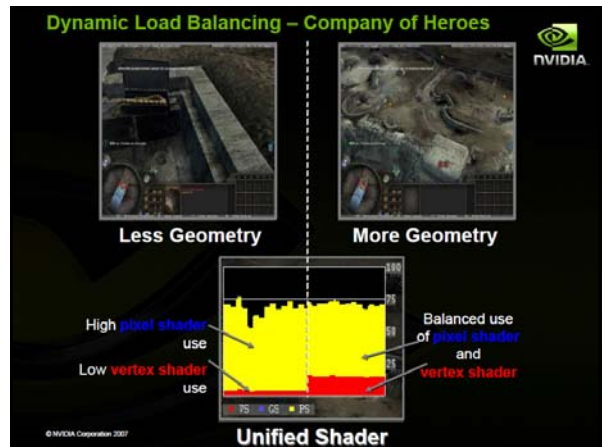 Dynamic Load Balancing – Company of Heroes
NVIDIA
Less Geometry
More Geometry
100
75
50
25
High pixel shader
use
Low vertex shader
use
Balanced use
of pixel shader
and
vertex shader
VS GS PS
© NVIDIA Corporation 2007
Unified Shader